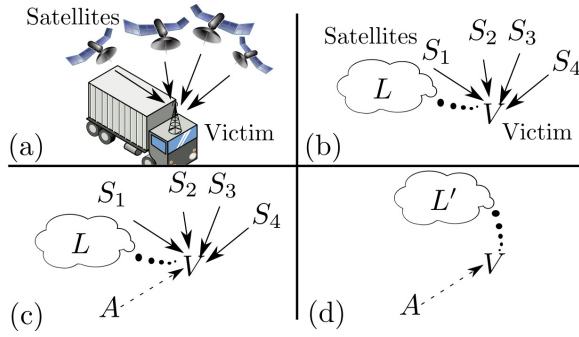 Satellites
Victim
(a)
Satellites
S₁ S₂ S₃ S₄
L
V
Victim
(b)
S₁ S₂ S₃ S₄
L
V
A
(c)
L′
V
A
(d)